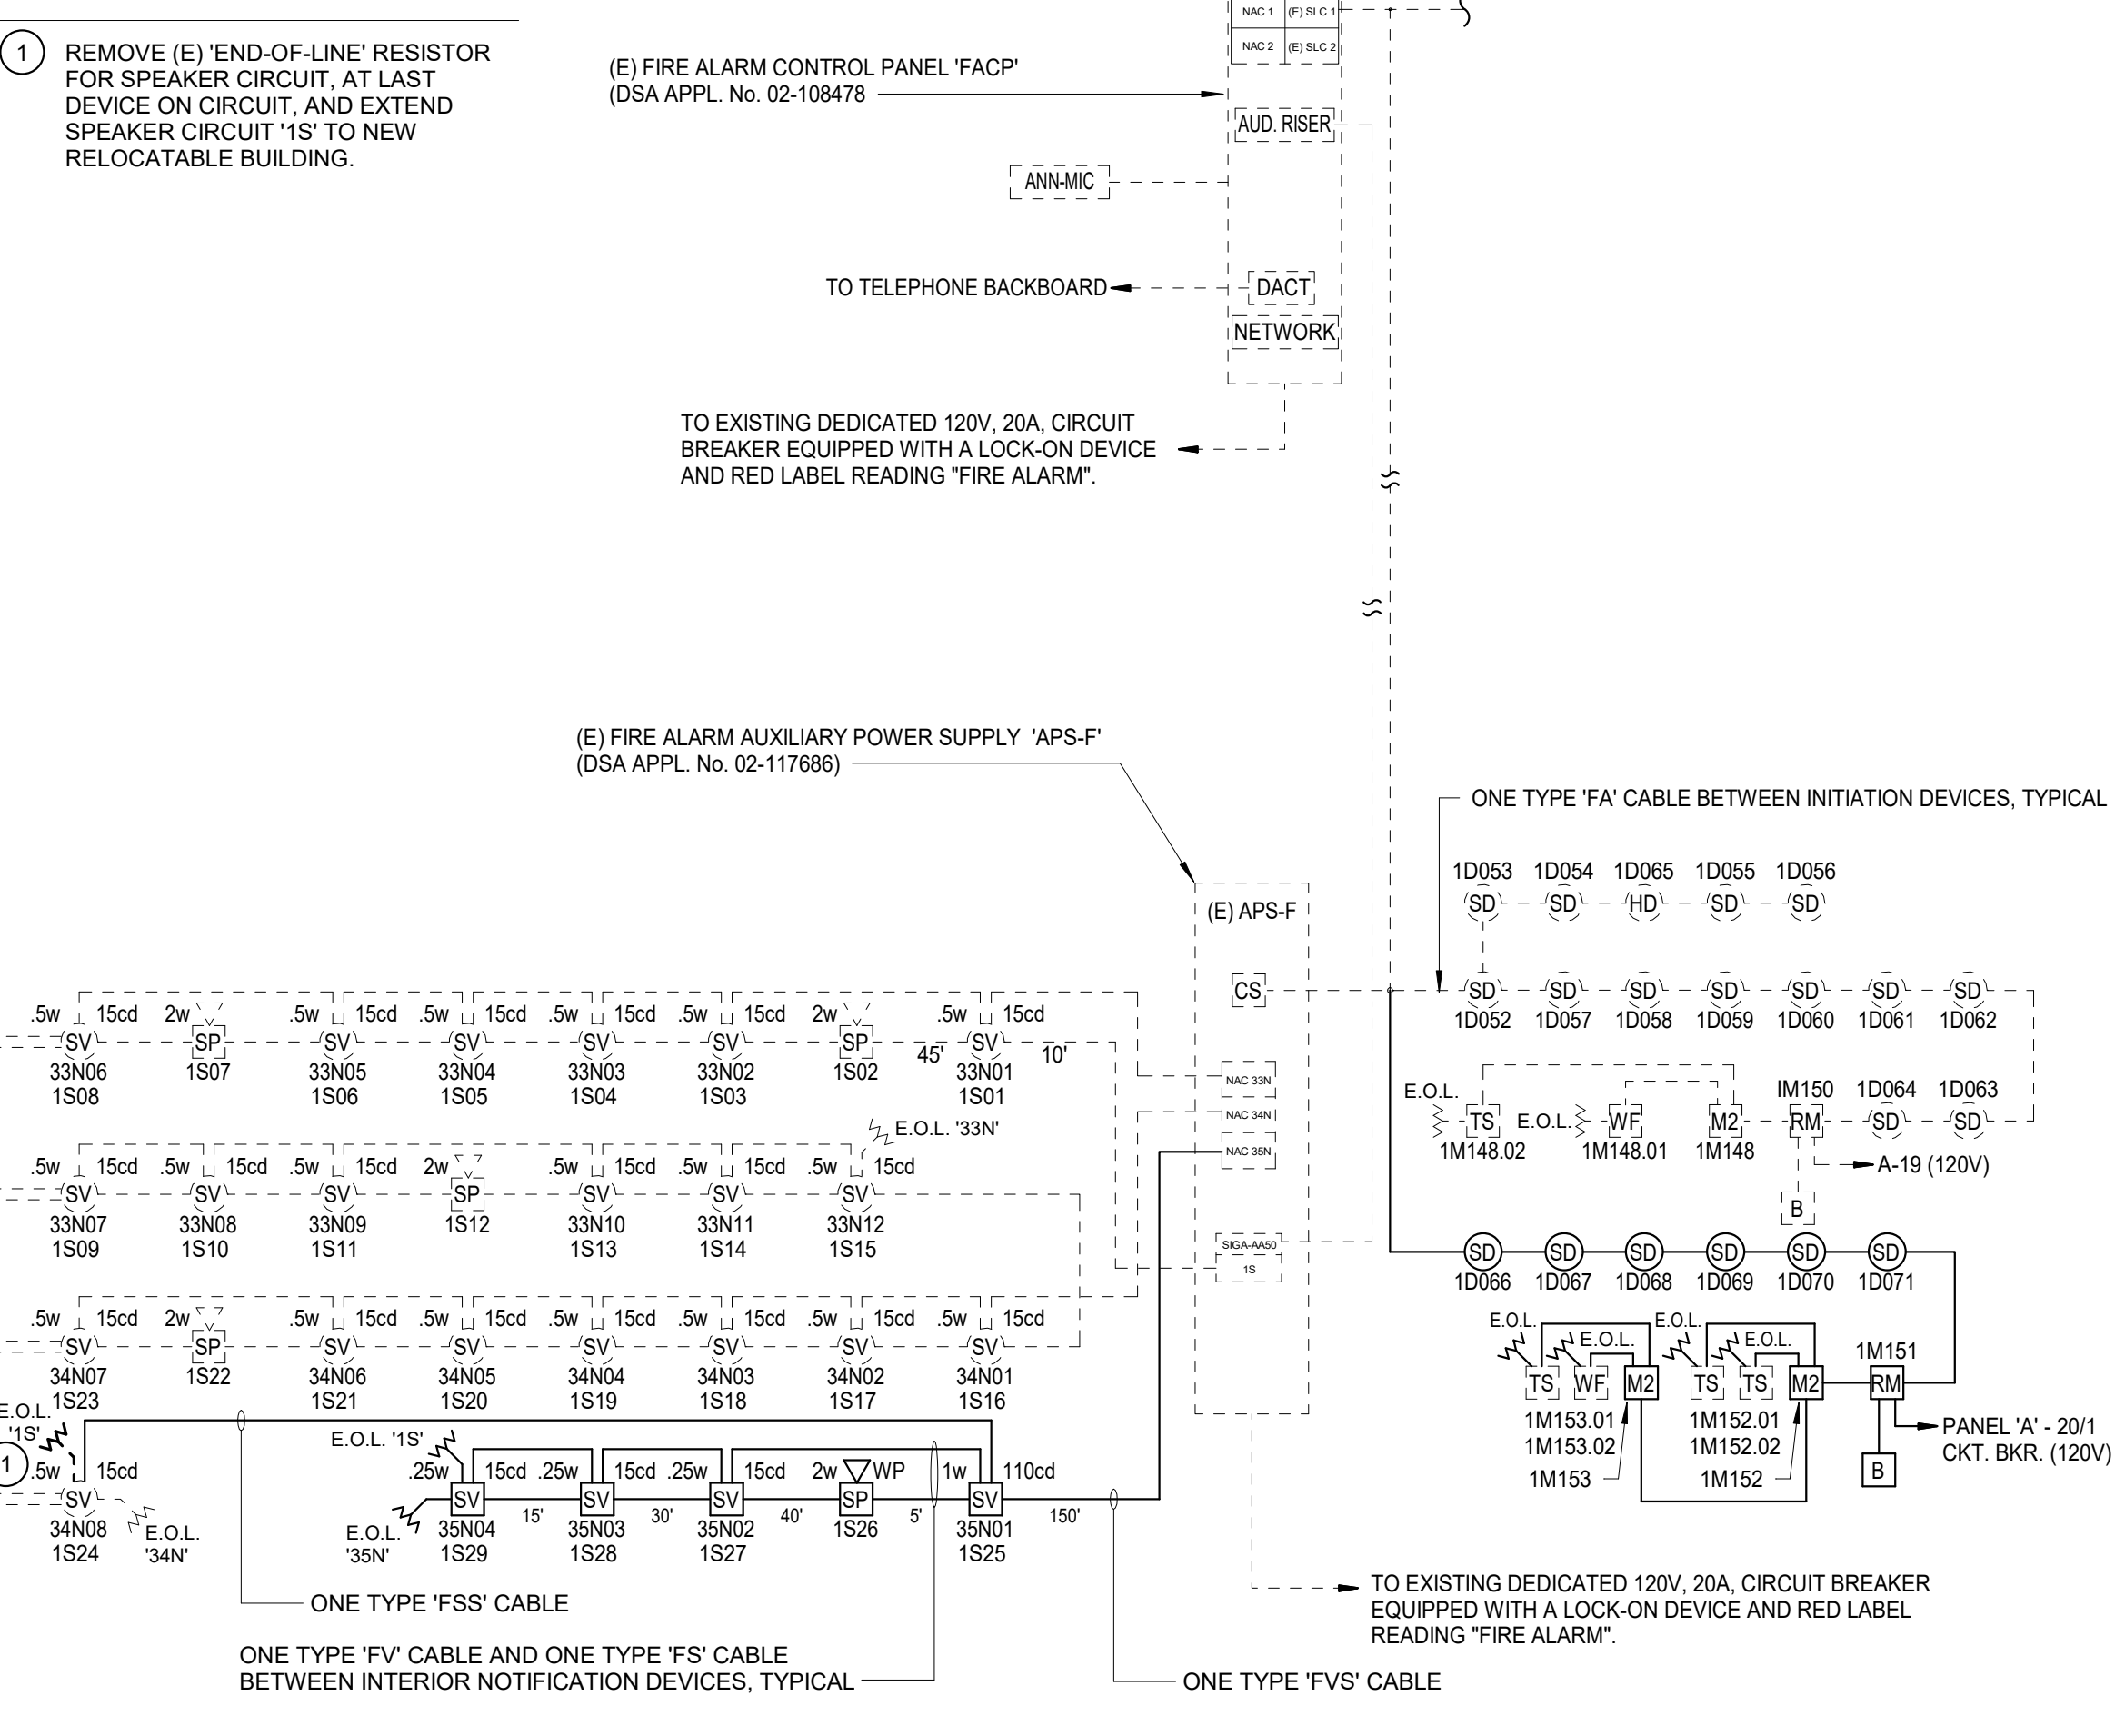 1
REMOVE (E) 'END-OF-LINE' RESISTOR
FOR SPEAKER CIRCUIT, AT LAST
DEVICE ON CIRCUIT, AND EXTEND
SPEAKER CIRCUIT '1S' TO NEW
RELOCATABLE BUILDING.
NAC 1 (E) SLC 1
NAC 2 (E) SLC 2
(E) FIRE ALARM CONTROL PANEL 'FACP'
(DSA APPL. No. 02-108478
AUD. RISER
ANN-MIC
TO TELEPHONE BACKBOARD
DACT
NETWORK
TO EXISTING DEDICATED 120V, 20A, CIRCUIT
BREAKER EQUIPPED WITH A LOCK-ON DEVICE
AND RED LABEL READING "FIRE ALARM".
(E) FIRE ALARM AUXILIARY POWER SUPPLY 'APS-F'
(DSA APPL. No. 02-117686)
(E) APS-F
CS
NAC 33N
NAC 34N
NAC 35N
SIGA-AA50
1S
ONE TYPE 'FA' CABLE BETWEEN INITIATION DEVICES, TYPICAL
1D053 1D054 1D065 1D055 1D056
SD SD HD SD SD
SD SD SD SD SD SD SD
1D052 1D057 1D058 1D059 1D060 1D061 1D062
IM150 1D064 1D063
E.O.L. TS E.O.L. WF M2 RM SD SD
1M148.02 1M148.01 1M148
A-19 (120V)
B
SD SD SD SD SD SD
1D066 1D067 1D068 1D069 1D070 1D071
E.O.L. E.O.L. E.O.L. E.O.L. 1M151
TS WF M2 TS TS M2 RM
1M153.01 1M152.01
1M153.02 1M152.02
1M153 1M152
PANEL 'A' - 20/1
CKT. BKR. (120V)
B
.5w 15cd 2w .5w 15cd .5w 15cd .5w 15cd .5w 15cd 2w .5w 15cd
SV SP SV SV SV SV SP 45' SV 10'
33N06 1S07 33N05 33N04 33N03 33N02 1S02 33N01
1S08 1S06 1S05 1S04 1S03 1S01
E.O.L. '33N'
.5w 15cd .5w 15cd .5w 15cd 2w .5w 15cd .5w 15cd .5w 15cd
SV SV SV SP SV SV SV
33N07 33N08 33N09 1S12 33N10 33N11 33N12
1S09 1S10 1S11 1S13 1S14 1S15
.5w 15cd 2w .5w 15cd .5w 15cd .5w 15cd .5w 15cd .5w 15cd .5w 15cd
SV SP SV SV SV SV SV SV
34N07 1S22 34N06 34N05 34N04 34N03 34N02 34N01
1S23 1S21 1S20 1S19 1S18 1S17 1S16
E.O.L.
'1S'
1
.5w 15cd
SV
34N08
1S24
E.O.L.
'34N'
E.O.L. '1S'
.25w 15cd .25w 15cd .25w 15cd 2w WP 1w 110cd
SV 15' SV 30' SV 40' SP 5' SV 150'
E.O.L.
'35N'
35N04 35N03 35N02 1S26 35N01
1S29 1S28 1S27 1S25
ONE TYPE 'FSS' CABLE
ONE TYPE 'FV' CABLE AND ONE TYPE 'FS' CABLE
BETWEEN INTERIOR NOTIFICATION DEVICES, TYPICAL
ONE TYPE 'FVS' CABLE
TO EXISTING DEDICATED 120V, 20A, CIRCUIT BREAKER
EQUIPPED WITH A LOCK-ON DEVICE AND RED LABEL
READING "FIRE ALARM".